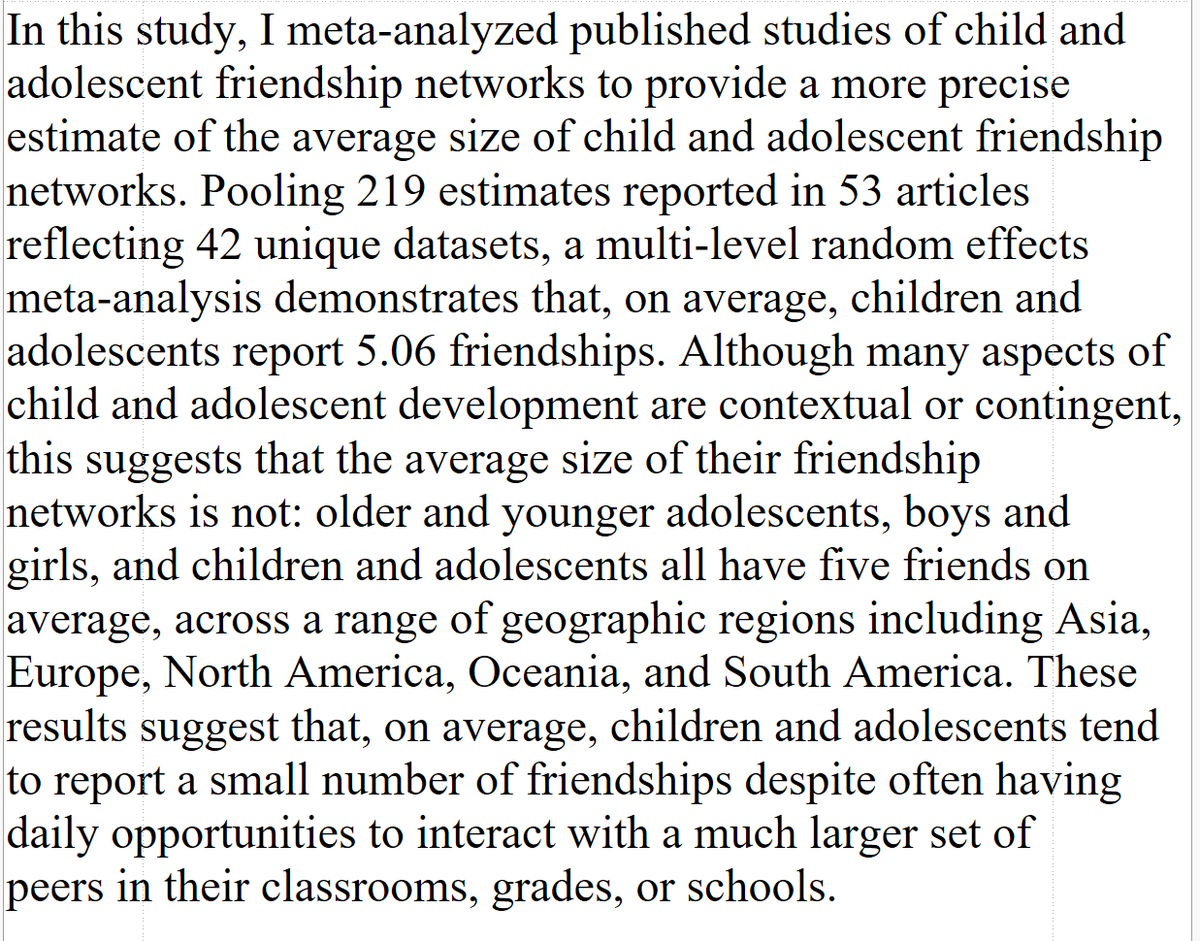 In this study, I meta-analyzed published studies of child and
adolescent friendship networks to provide a more precise
estimate of the average size of child and adolescent friendship
networks. Pooling 219 estimates reported in 53 articles
reflecting 42 unique datasets, a multi-level random effects
meta-analysis demonstrates that, on average, children and
adolescents report 5.06 friendships. Although many aspects of
child and adolescent development are contextual or contingent,
this suggests that the average size of their friendship
networks is not: older and younger adolescents, boys and
girls, and children and adolescents all have five friends on
average, across a range of geographic regions including Asia,
Europe, North America, Oceania, and South America. These
results suggest that, on average, children and adolescents tend
to report a small number of friendships despite often having
daily opportunities to interact with a much larger set of
peers in their classrooms, grades, or schools.